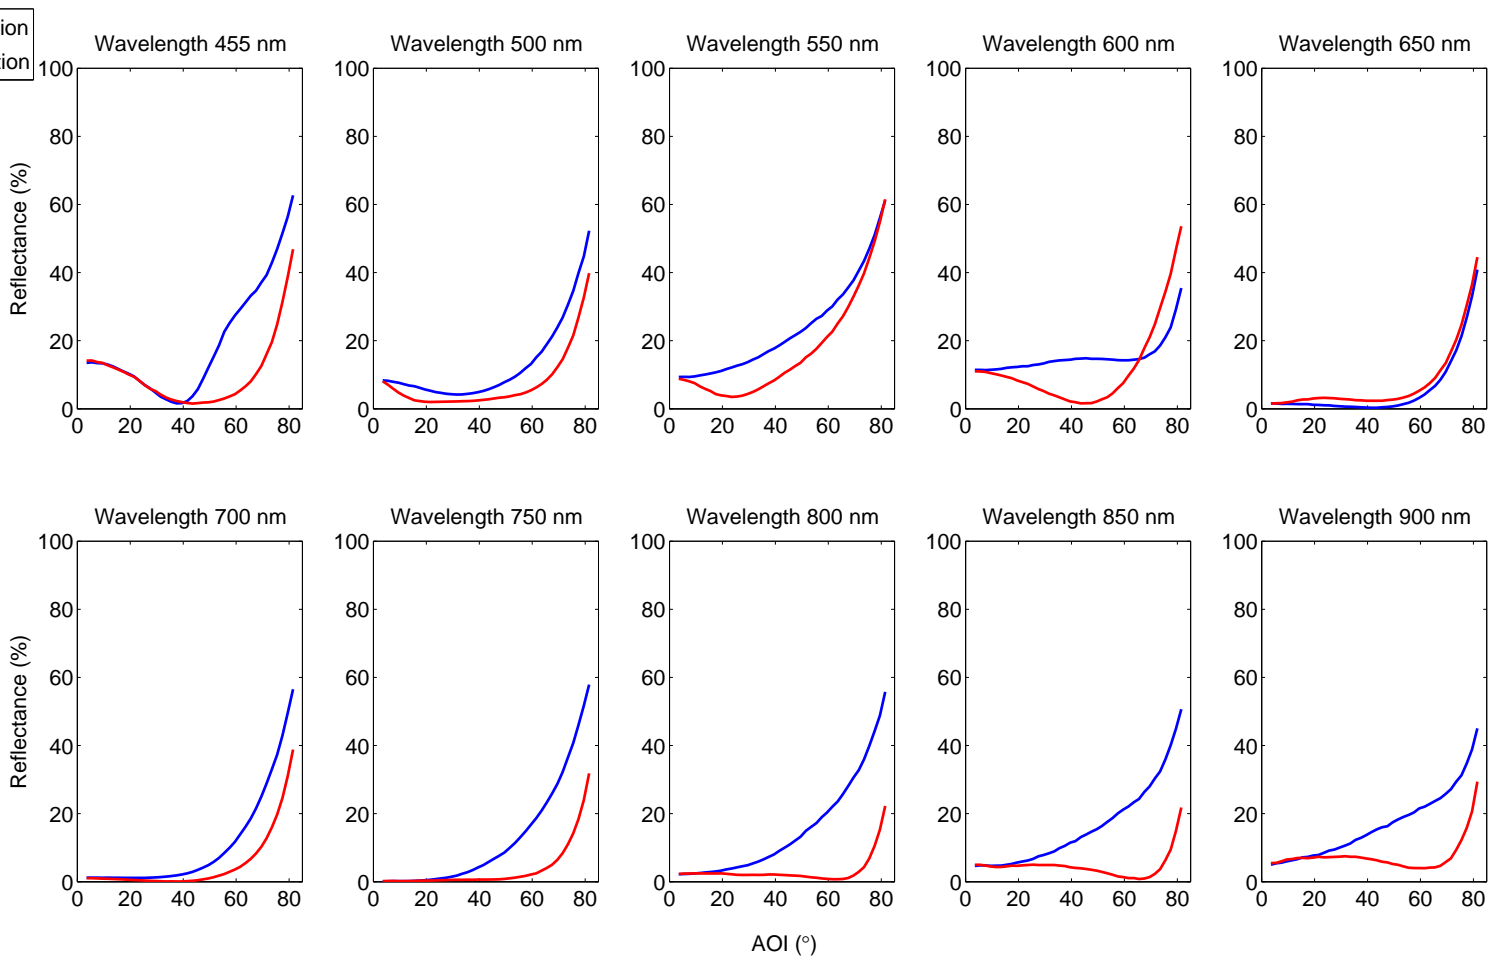 ion
tion
Wavelength 455 nm
Wavelength 500 nm
Wavelength 550 nm
Wavelength 600 nm
Wavelength 650 nm
Reflectance (%)
100 80 60 40 20 0
0 20 40 60 80
100 80 60 40 20 0
0 20 40 60 80
100 80 60 40 20 0
0 20 40 60 80
100 80 60 40 20 0
0 20 40 60 80
100 80 60 40 20 0
0 20 40 60 80
Wavelength 700 nm
Wavelength 750 nm
Wavelength 800 nm
Wavelength 850 nm
Wavelength 900 nm
Reflectance (%)
100 80 60 40 20 0
0 20 40 60 80
100 80 60 40 20 0
0 20 40 60 80
100 80 60 40 20 0
0 20 40 60 80
100 80 60 40 20 0
0 20 40 60 80
100 80 60 40 20 0
0 20 40 60 80
AOI (°)